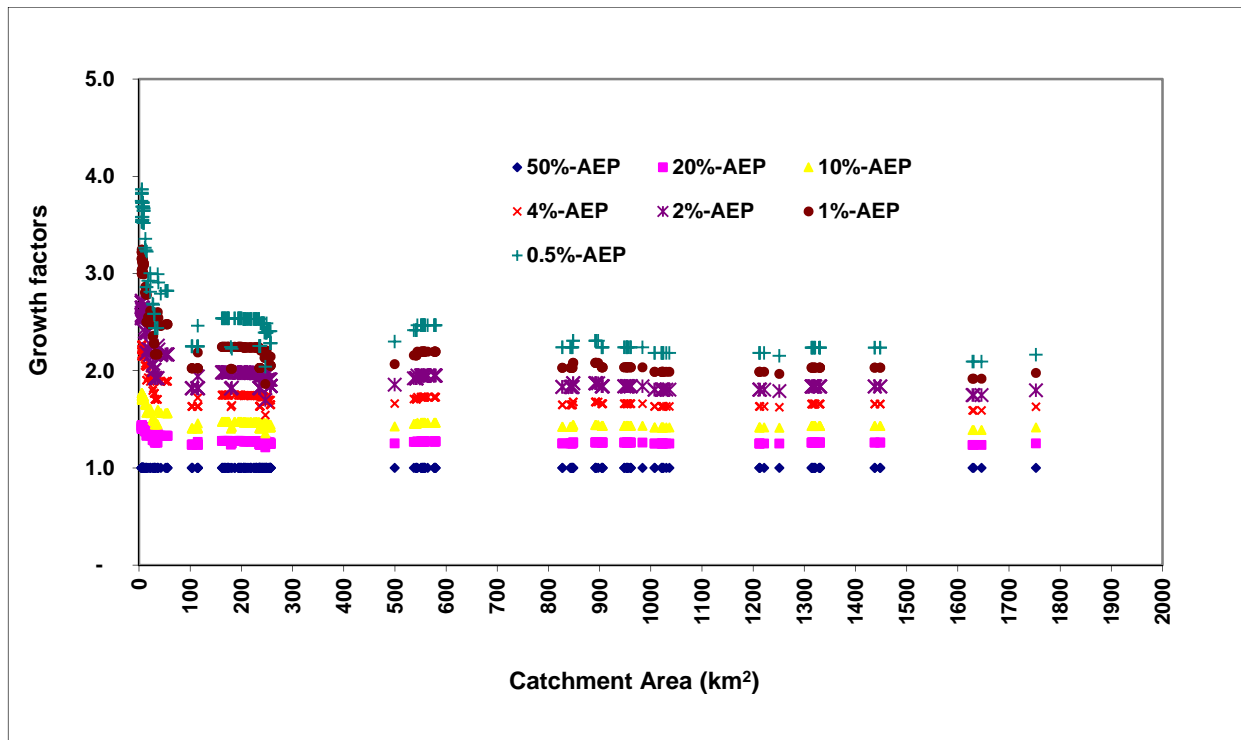 5.0
4.0
3.0
2.0
1.0
-
Growth factors
50%-AEP 20%-AEP 10%-AEP
4%-AEP 2%-AEP 1%-AEP
0.5%-AEP
0 100 200 300 400 500 600 700 800 900 1000 1100 1200 1300 1400 1500 1600 1700 1800 1900 2000
Catchment Area (km²)